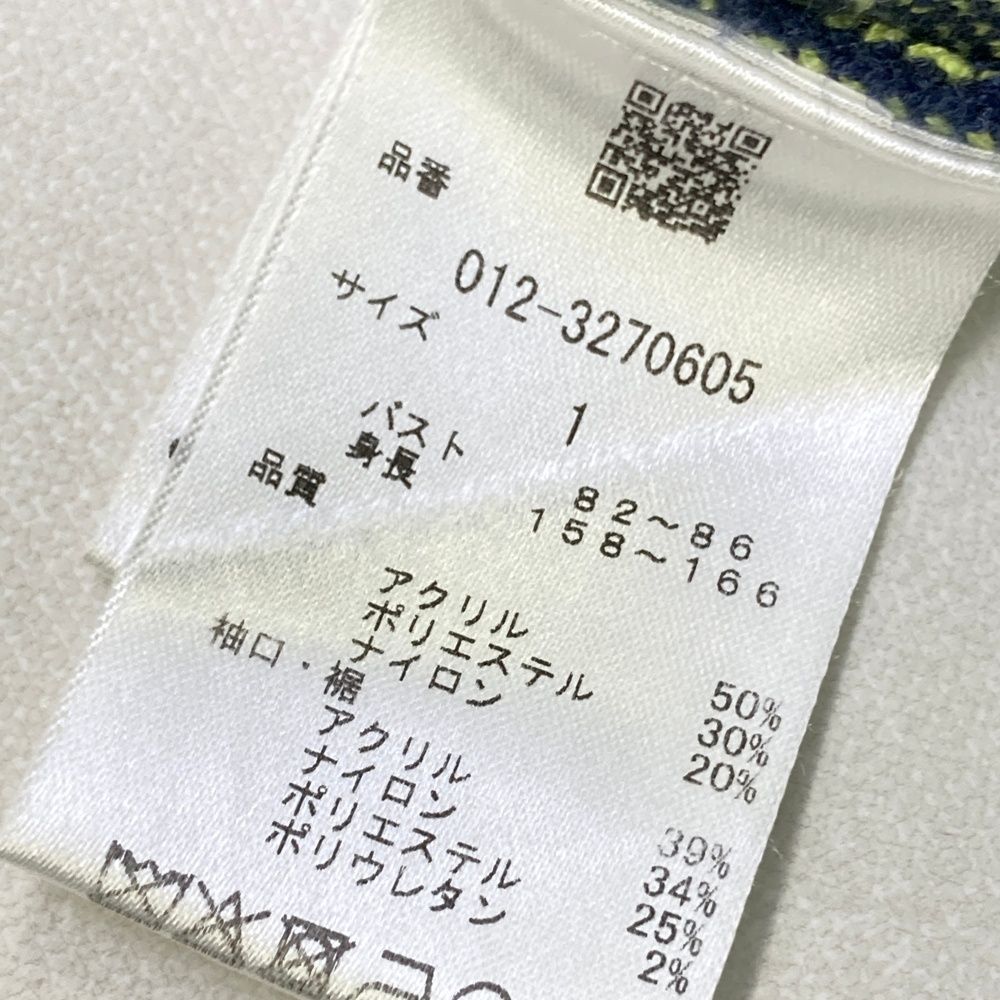 品番
012-3270605
サイズ
1
バスト 82～86
身長 158～166
品質
アクリル 50%
ポリエステル 30%
ナイロン 20%
袖口・裾
アクリル 39%
ナイロン 34%
ポリエステル 25%
ポリウレタン 2%